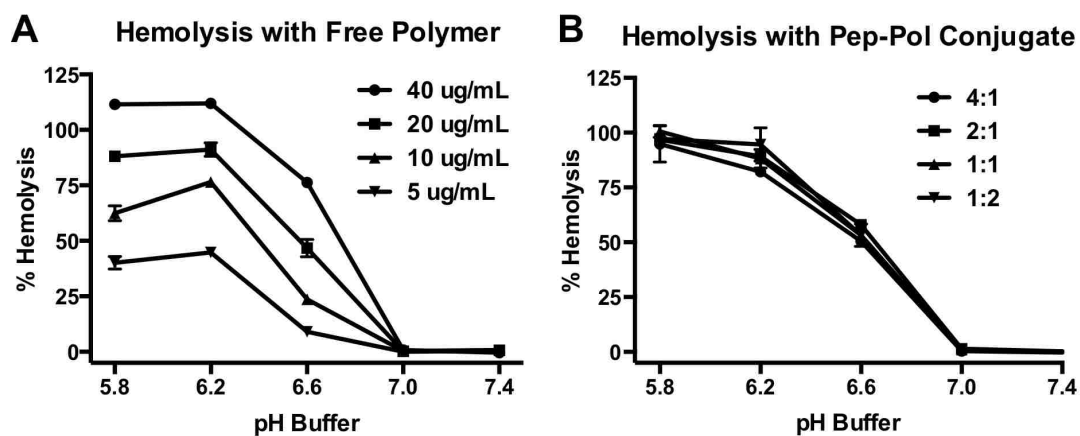 A
Hemolysis with Free Polymer
125
100
75
50
25
0
% Hemolysis
40 ug/mL
20 ug/mL
10 ug/mL
5 ug/mL
5.8 6.2 6.6 7.0 7.4
pH Buffer
B
Hemolysis with Pep-Pol Conjugate
125
100
75
50
25
0
% Hemolysis
4:1
2:1
1:1
1:2
5.8 6.2 6.6 7.0 7.4
pH Buffer